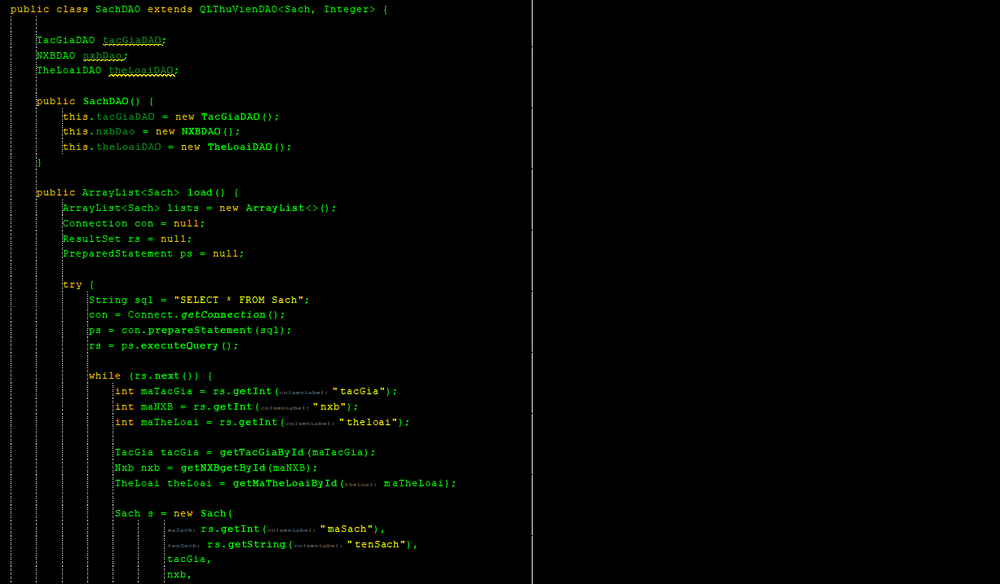 public class SachDAO extends QLThuVienDAO<Sach, Integer> {
TacGiaDAO tacGiaDAO;
NXBDAO nxbDao;
TheLoaiDAO theLoaiDAO;
public SachDAO() {
this.tacGiaDAO = new TacGiaDAO();
this.nxbDao = new NXBDAO();
this.theLoaiDAO = new TheLoaiDAO();
}
public ArrayList<Sach> load() {
ArrayList<Sach> lists = new ArrayList<>();
Connection con = null;
ResultSet rs = null;
PreparedStatement ps = null;
try {
String sql = "SELECT * FROM Sach";
con = Connect.getConnection();
ps = con.prepareStatement(sql);
rs = ps.executeQuery();
while (rs.next()) {
int maTacGia = rs.getInt(columnLabel: "tacGia");
int maNXB = rs.getInt(columnLabel: "nxb");
int maTheLoai = rs.getInt(columnLabel: "theloai");
TacGia tacGia = getTacGiaById(maTacGia);
Nxb nxb = getNXBgetById(maNXB);
TheLoai theLoai = getMaTheLoaiById(theLoai: maTheLoai);
Sach s = new Sach(
maSach: rs.getInt(columnLabel: "maSach"),
tenSach: rs.getString(columnLabel: "tenSach"),
tacGia,
nxb,